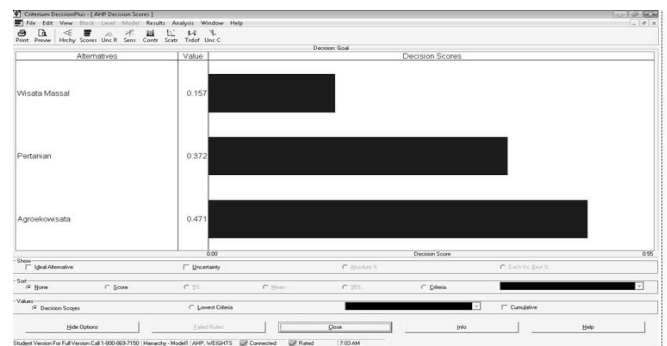 Criterium DecisionPlus - [ AHP Decision Scores ]
File Edit View Block Level Model Results Analysis Window Help
Print Prevw Hrchy Scores Unc R Sens Contr Scatr Trdof Unc C
Decision Goal
Alternatives Value Decision Scores
Wisata Massal 0.157
Pertanian 0.372
Agroekowisata 0.471
0.00 Decision Score 0.55
Show
Ideal Alternative Uncertainty Absolute % Each Vs. Best %
Sort
None Score 5% Mean 95% Criteria
Values
Decision Scores Lowest Criteria Cumulative
Hide Options Failed Rules Close Info Help
Student Version For Full Version Call 1-800-869-7150 Hierarchy - Model1 AHP, WEIGHTS Connected Rated 7:03 AM